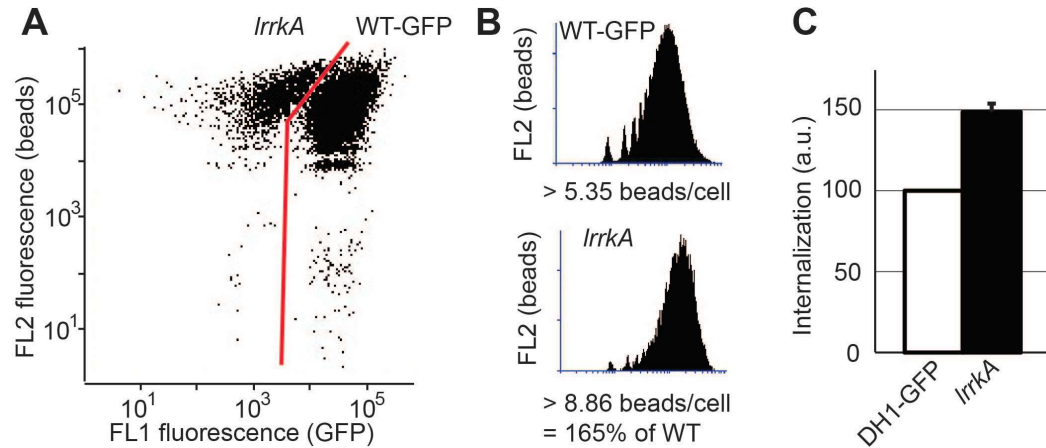 A
lrrkA
WT-GFP
FL2 fluorescence (beads)
10^5
10^3
10^1
10^1
10^3
10^5
FL1 fluorescence (GFP)
B
WT-GFP
FL2 (beads)
> 5.35 beads/cell
lrrkA
FL2 (beads)
> 8.86 beads/cell
= 165% of WT
C
Internalization (a.u.)
150
100
50
0
DH1-GFP
lrrkA